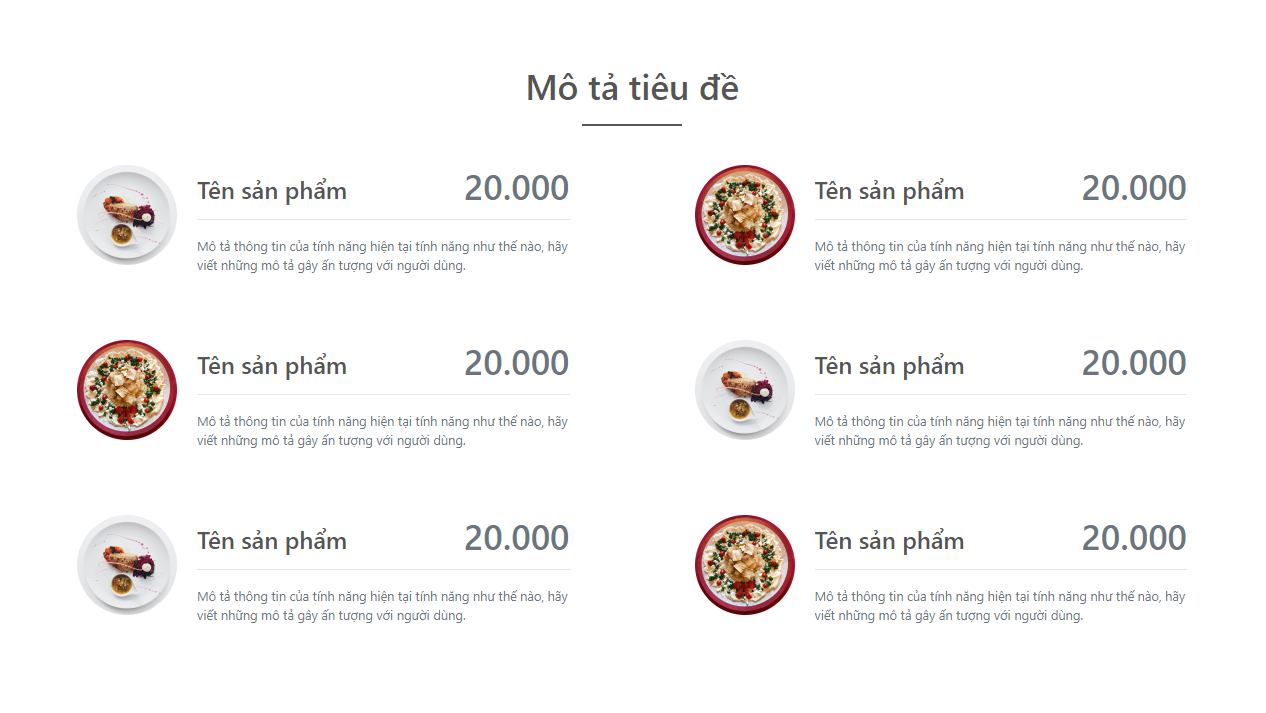 Mô tả tiêu đề
Tên sản phẩm 20.000
Mô tả thông tin của tính năng hiện tại tính năng như thế nào, hãy
viết những mô tả gây ấn tượng với người dùng.
Tên sản phẩm 20.000
Mô tả thông tin của tính năng hiện tại tính năng như thế nào, hãy
viết những mô tả gây ấn tượng với người dùng.
Tên sản phẩm 20.000
Mô tả thông tin của tính năng hiện tại tính năng như thế nào, hãy
viết những mô tả gây ấn tượng với người dùng.
Tên sản phẩm 20.000
Mô tả thông tin của tính năng hiện tại tính năng như thế nào, hãy
viết những mô tả gây ấn tượng với người dùng.
Tên sản phẩm 20.000
Mô tả thông tin của tính năng hiện tại tính năng như thế nào, hãy
viết những mô tả gây ấn tượng với người dùng.
Tên sản phẩm 20.000
Mô tả thông tin của tính năng hiện tại tính năng như thế nào, hãy
viết những mô tả gây ấn tượng với người dùng.